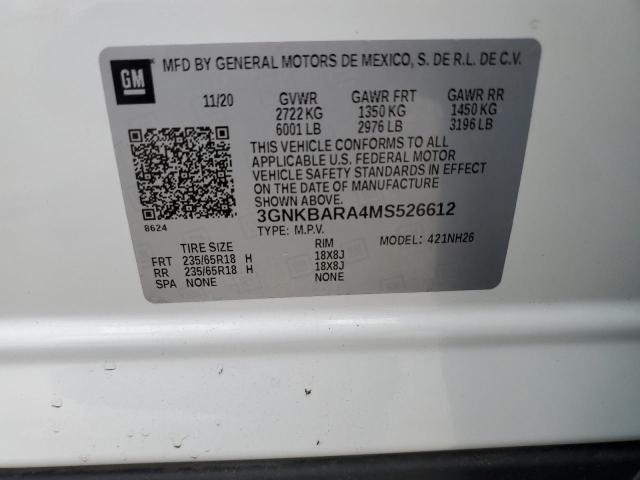 GM
MFD BY GENERAL MOTORS DE MEXICO, S. DE R.L. DE C.V.
11/20 GVWR GAWR FRT GAWR RR
2722 KG 1350 KG 1450 KG
6001 LB 2976 LB 3196 LB
THIS VEHICLE CONFORMS TO ALL
APPLICABLE U.S. FEDERAL MOTOR
VEHICLE SAFETY STANDARDS IN EFFECT
ON THE DATE OF MANUFACTURE
SHOWN ABOVE.
8624 3GNKBARA4MS526612
TYPE: M.P.V. MODEL: 421NH26
TIRE SIZE RIM
FRT 235/65R18 H 18X8J
RR 235/65R18 H 18X8J
SPA NONE NONE